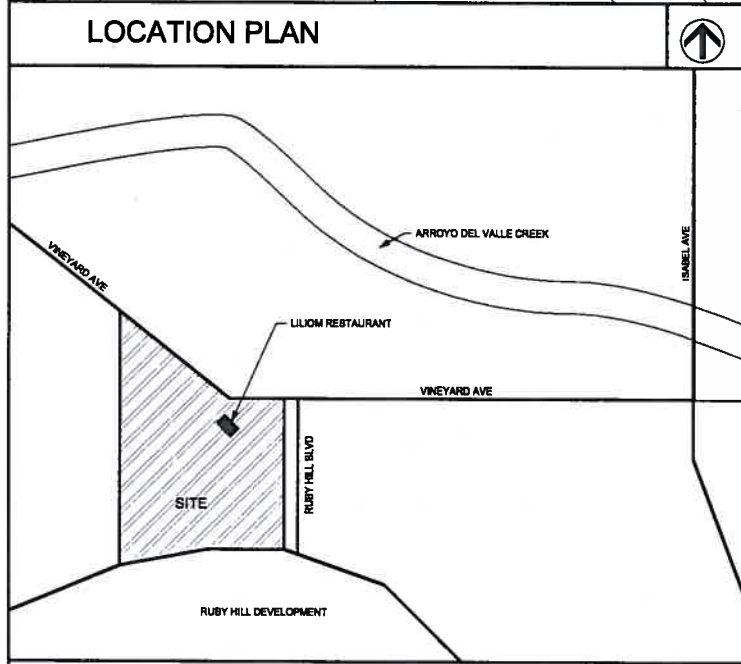 LOCATION PLAN
ARROYO DEL VALLE CREEK
ISABEL AVE
VINEYARD AVE
LILIOM RESTAURANT
VINEYARD AVE
RUBY HILL BLVD
SITE
RUBY HILL DEVELOPMENT